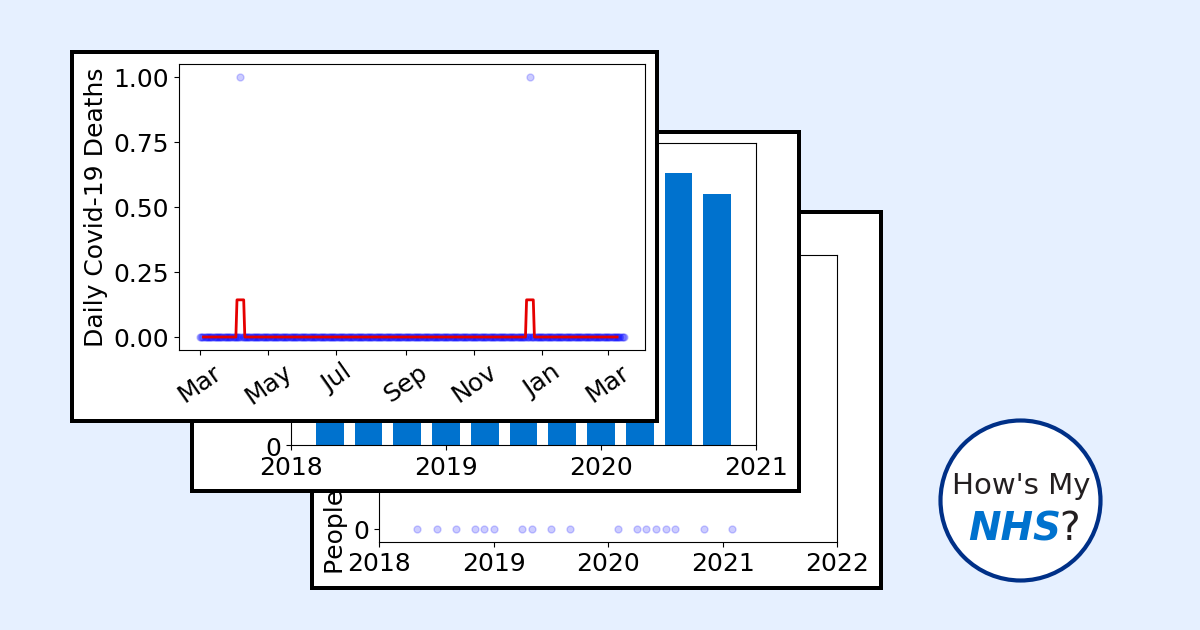 Daily Covid-19 Deaths
1.00
0.75
0.50
0.25
0.00
Mar May Jul Sep Nov Jan Mar
0
2018 2019 2020 2021
People
0
2018 2019 2020 2021 2022
How's My
NHS?